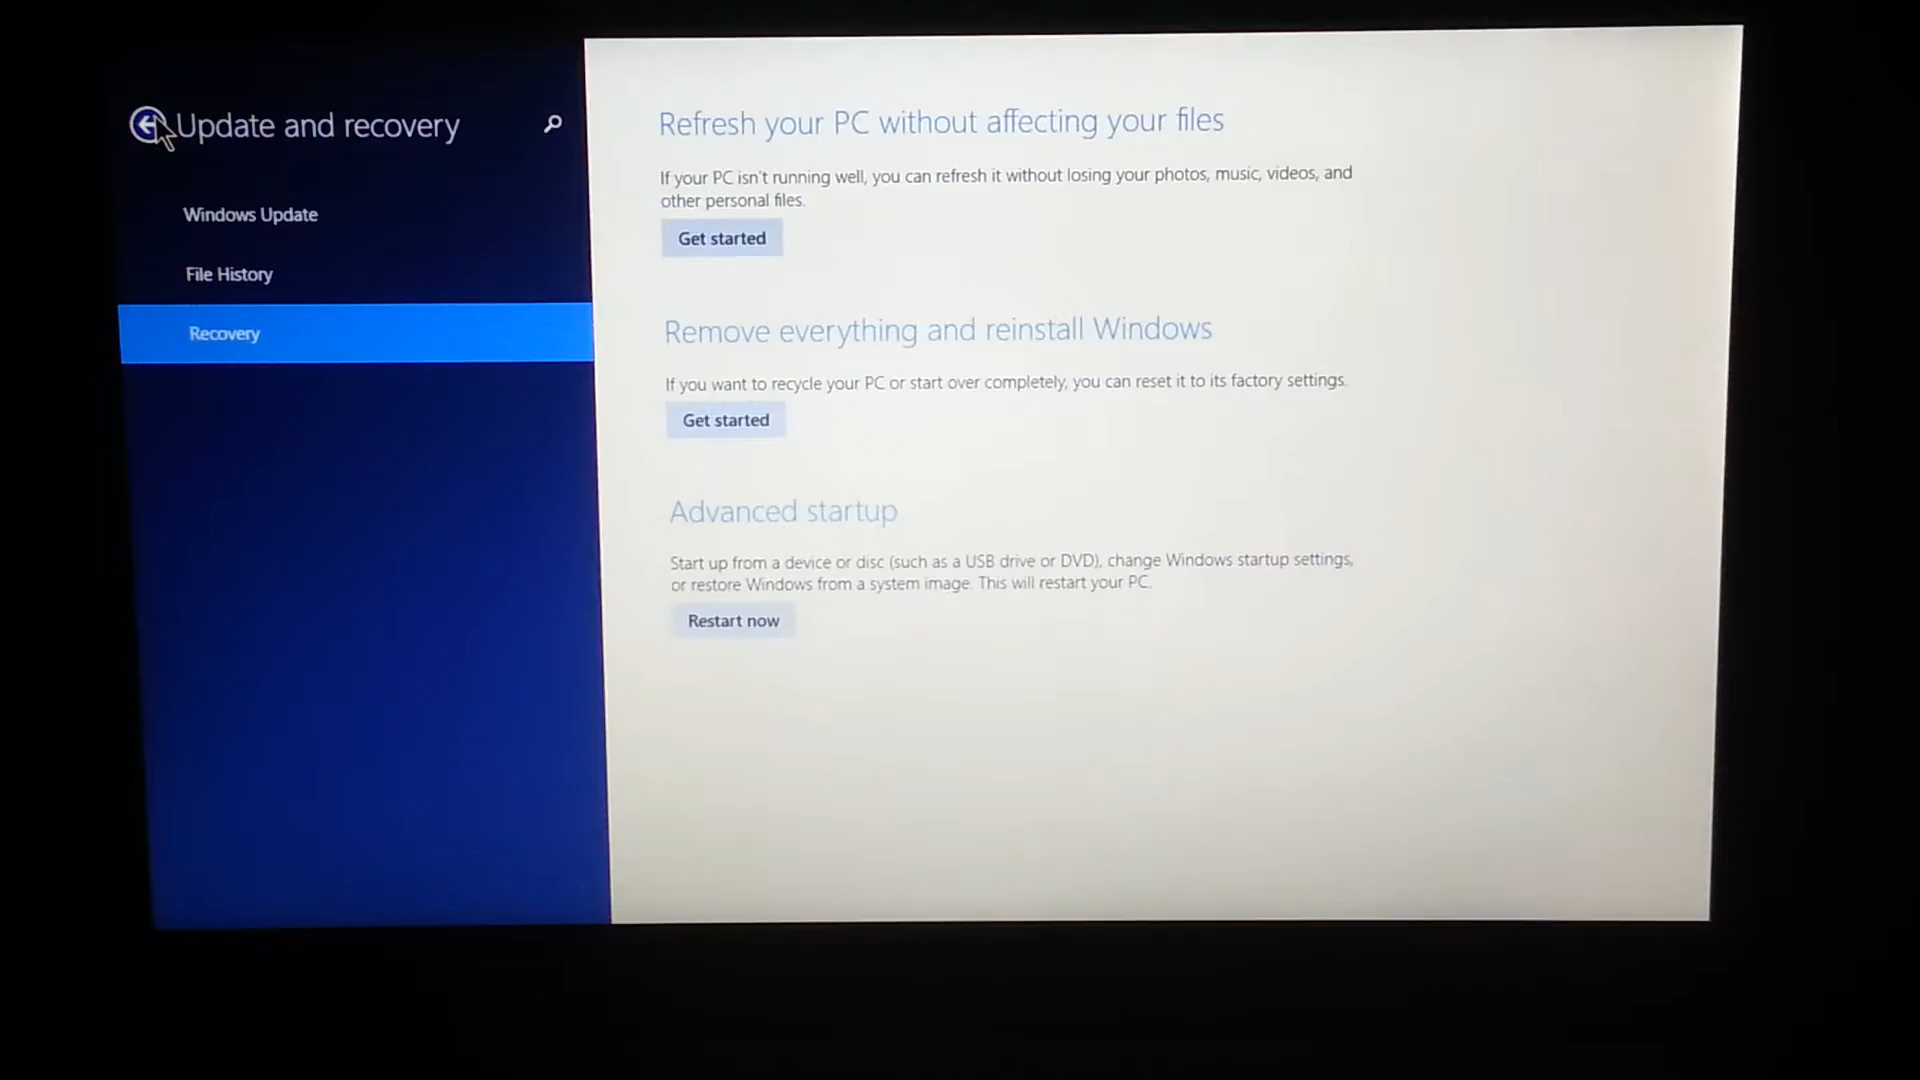 Update and recovery
Windows Update
File History
Recovery
Refresh your PC without affecting your files
If your PC isn't running well, you can refresh it without losing your photos, music, videos, and
other personal files.
Get started
Remove everything and reinstall Windows
If you want to recycle your PC or start over completely, you can reset it to its factory settings.
Get started
Advanced startup
Start up from a device or disc (such as a USB drive or DVD), change Windows startup settings,
or restore Windows from a system image. This will restart your PC.
Restart now